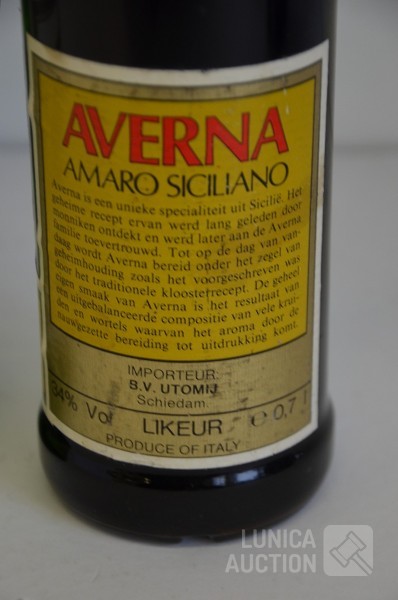 AVERNA
AMARO SICILIANO
Averna is een unieke specialiteit uit Sicilië. Het
geheime recept ervan werd lang geleden door
monniken ontdekt en werd later aan de Averna
familie toevertrouwd. Tot op de dag van van-
daag wordt Averna bereid onder het zegel van
geheimhouding zoals het voorgeschreven was
door het traditionele kloosterrecept. De geheel
eigen smaak van Averna is het resultaat van
een uitgebalanceerde compositie van vele krui-
den en wortels waarvan het aroma door de
nauwgezette bereiding tot uitdrukking komt.
IMPORTEUR:
B.V. UTOMIJ
Schiedam.
34% Vol LIKEUR ℮ 0,7 l
PRODUCE OF ITALY
LUNICA
AUCTION